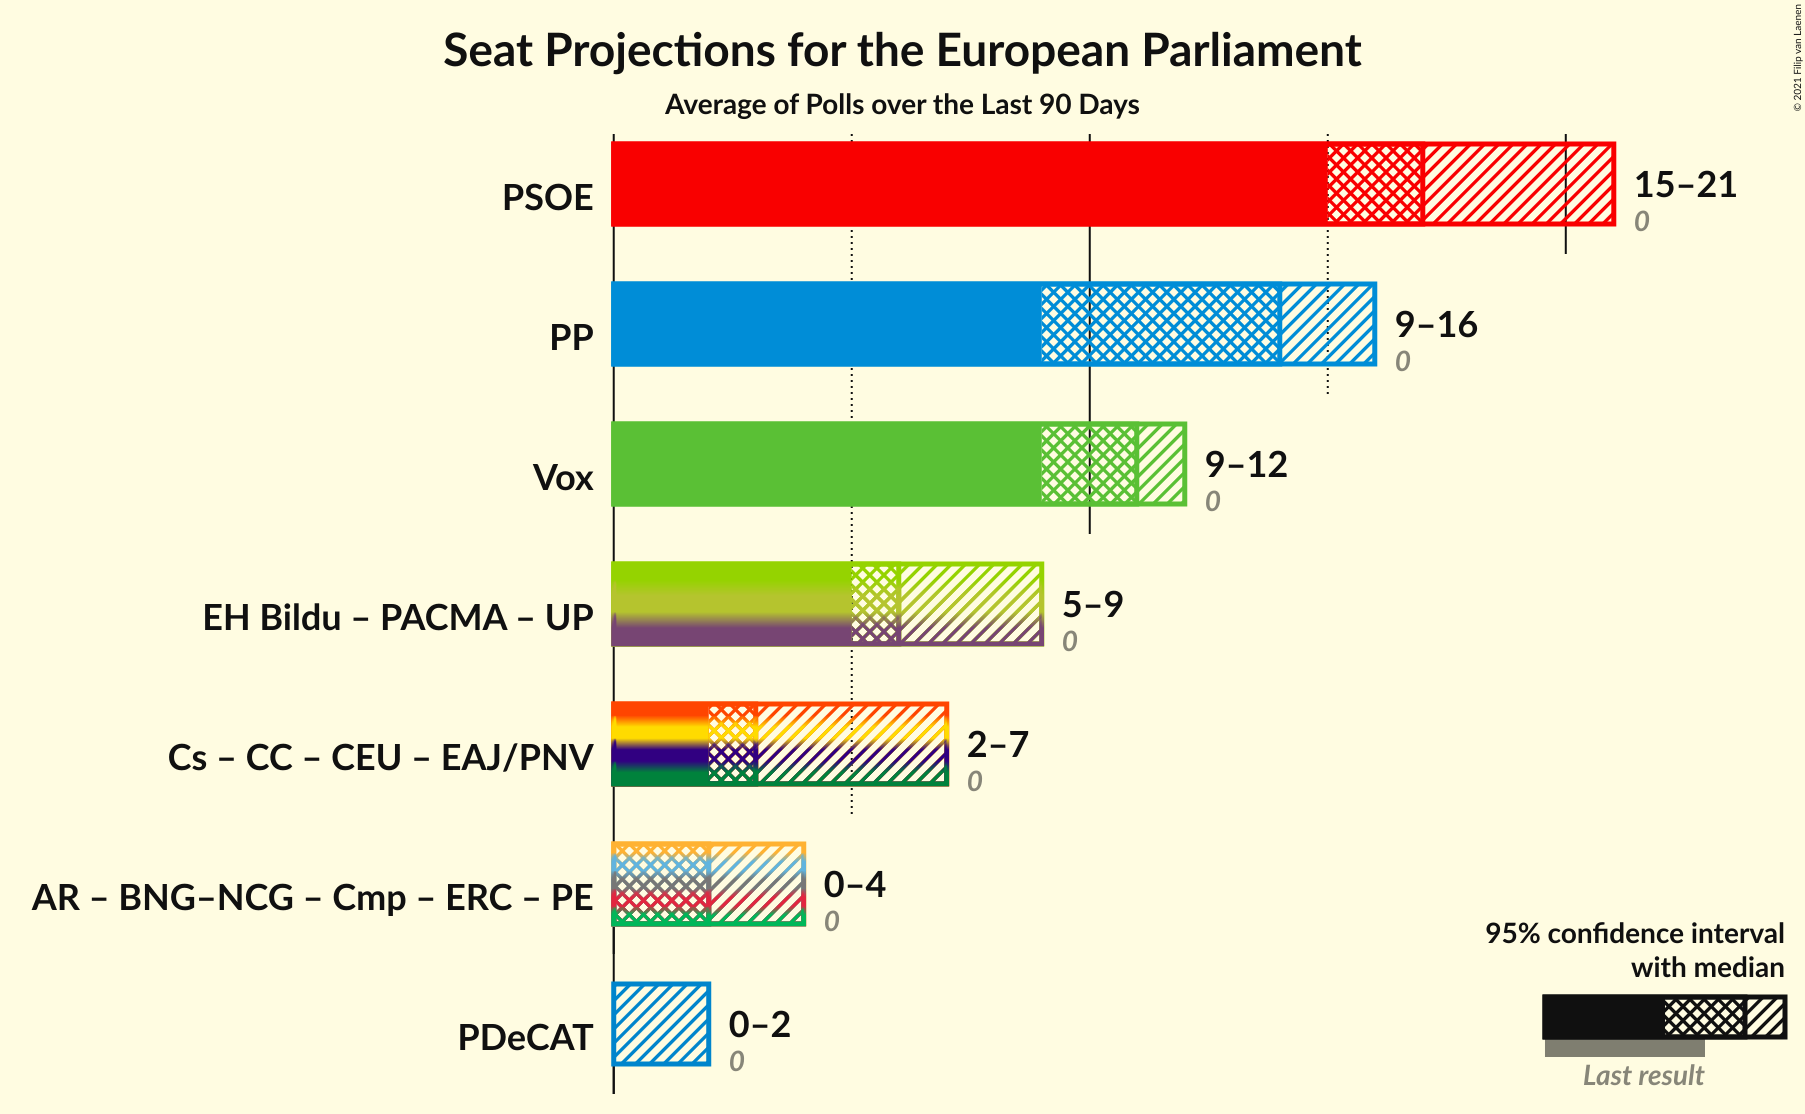 Seat Projections for the European Parliament
Average of Polls over the Last 90 Days
© 2021 Filip van Laenen
PSOE
15–21
0
PP
9–16
0
Vox
9–12
0
EH Bildu – PACMA – UP
5–9
0
Cs – CC – CEU – EAJ/PNV
2–7
0
AR – BNG–NCG – Cmp – ERC – PE
0–4
0
PDeCAT
0–2
0
95% confidence interval
with median
Last result